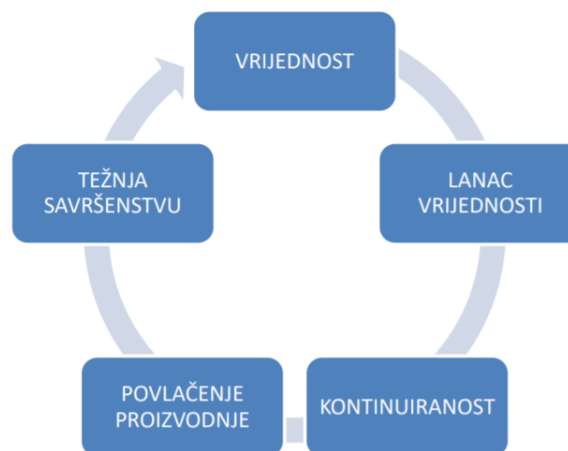 VRIJEDNOST
LANAC
VRIJEDNOSTI
KONTINUIRANOST
POVLAČENJE
PROIZVODNJE
TEŽNJA
SAVRŠENSTVU